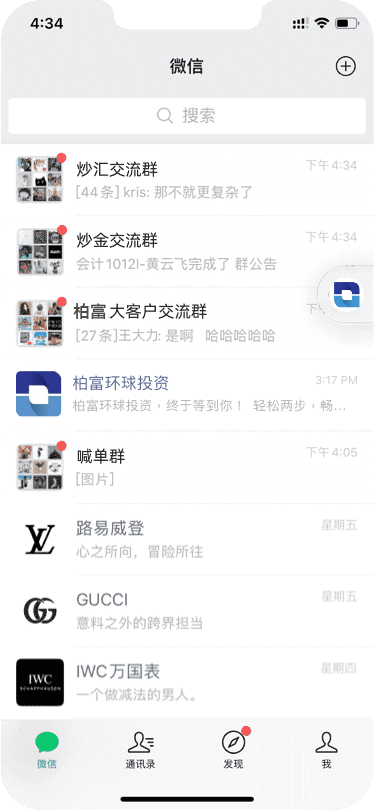 4:34
微信
搜索
炒汇交流群
下午4:34
[44条] kris: 那不就更复杂了
炒金交流群
下午4:34
会计1012l-黄云飞完成了 群公告
柏富大客户交流群
下午
[27条]王大力: 是啊 哈哈哈哈哈
柏富环球投资
3:17 PM
柏富环球投资，终于等到你！ 轻松两步，畅...
喊单群
下午4:05
[图片]
路易威登
星期五
心之所向，冒险所往
GUCCI
星期五
意料之外的跨界担当
IWC
SCHAFFHAUSEN
IWC万国表
星期四
一个做减法的男人。
微信
通讯录
发现
我